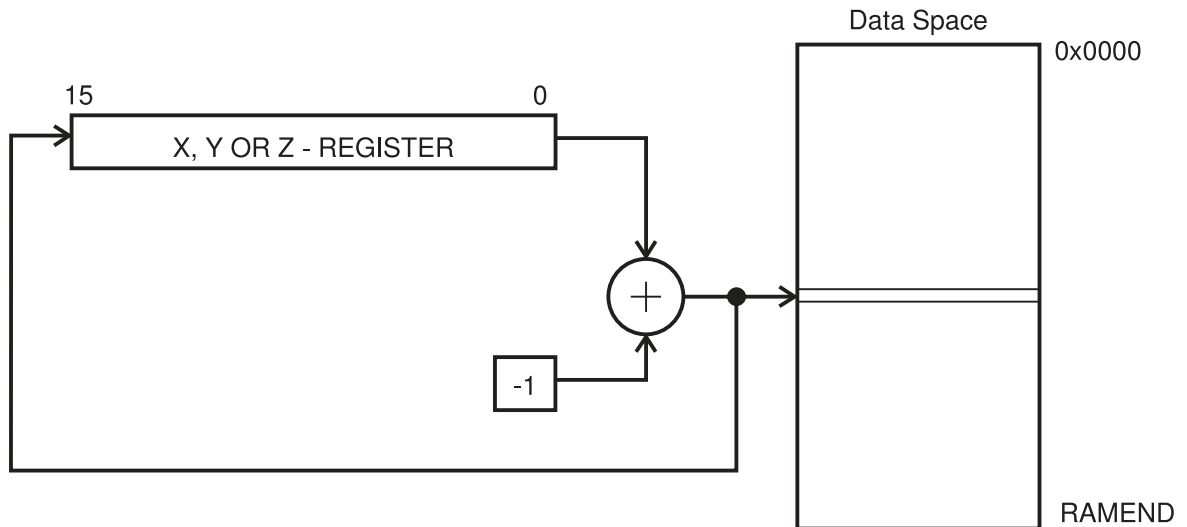 Data Space
0x0000
15
0
X, Y OR Z - REGISTER
-1
RAMEND